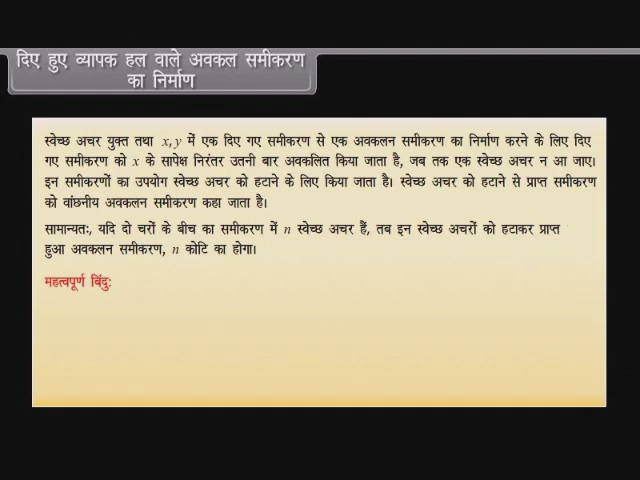 दिए हुए व्यापक हल वाले अवकल समीकरण
का निर्माण
स्वेच्छ अचर युक्त तथा x, y में एक दिए गए समीकरण से एक अवकलन समीकरण का निर्माण करने के लिए दिए
गए समीकरण को x के सापेक्ष निरंतर उतनी बार अवकलित किया जाता है, जब तक एक स्वेच्छ अचर न आ जाए।
इन समीकरणों का उपयोग स्वेच्छ अचर को हटाने के लिए किया जाता है। स्वेच्छ अचर को हटाने से प्राप्त समीकरण
को वांछनीय अवकलन समीकरण कहा जाता है।
सामान्यतः, यदि दो चरों के बीच का समीकरण में n स्वेच्छ अचर हैं, तब इन स्वेच्छ अचरों को हटाकर प्राप्त
हुआ अवकलन समीकरण, n कोटि का होगा।
महत्वपूर्ण बिंदु: